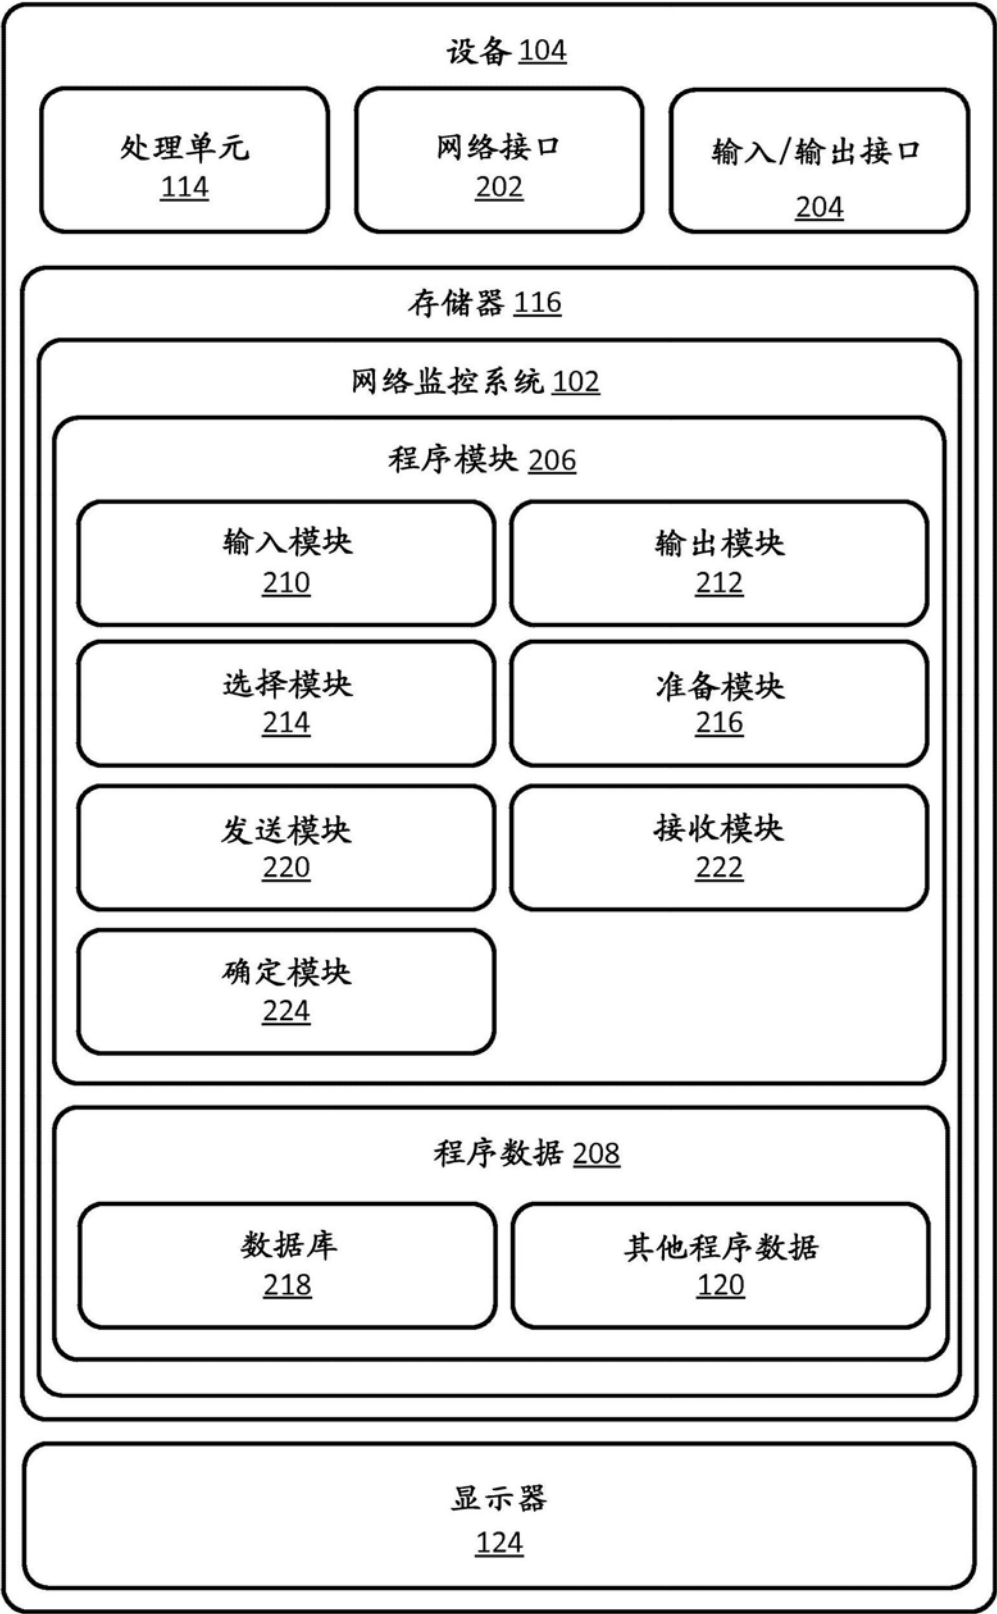 设备 104
处理单元
114
网络接口
202
输入/输出接口
204
存储器 116
网络监控系统 102
程序模块 206
输入模块
210
输出模块
212
选择模块
214
准备模块
216
发送模块
220
接收模块
222
确定模块
224
程序数据 208
数据库
218
其他程序数据
120
显示器
124